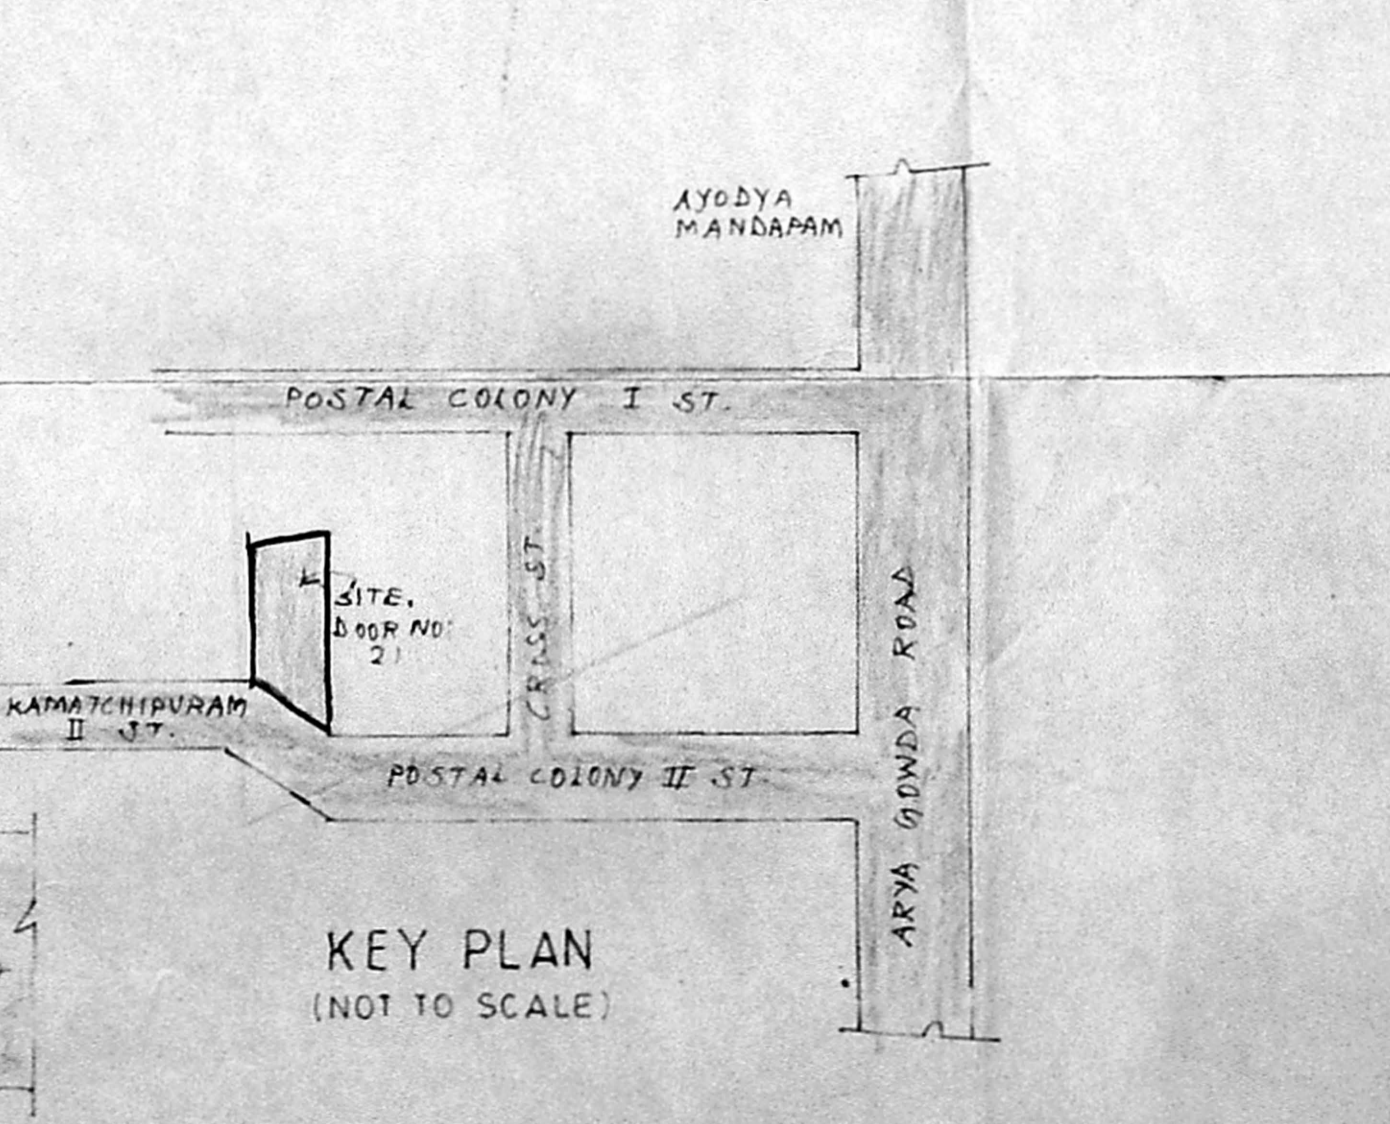 AYODYA
MANDAPAM
POSTAL COLONY I ST.
CROSS ST.
SITE.
DOOR NO:
21
KAMATCHIPURAM
II ST.
POSTAL COLONY II ST.
ARYA GOWDA ROAD
KEY PLAN
(NOT TO SCALE)